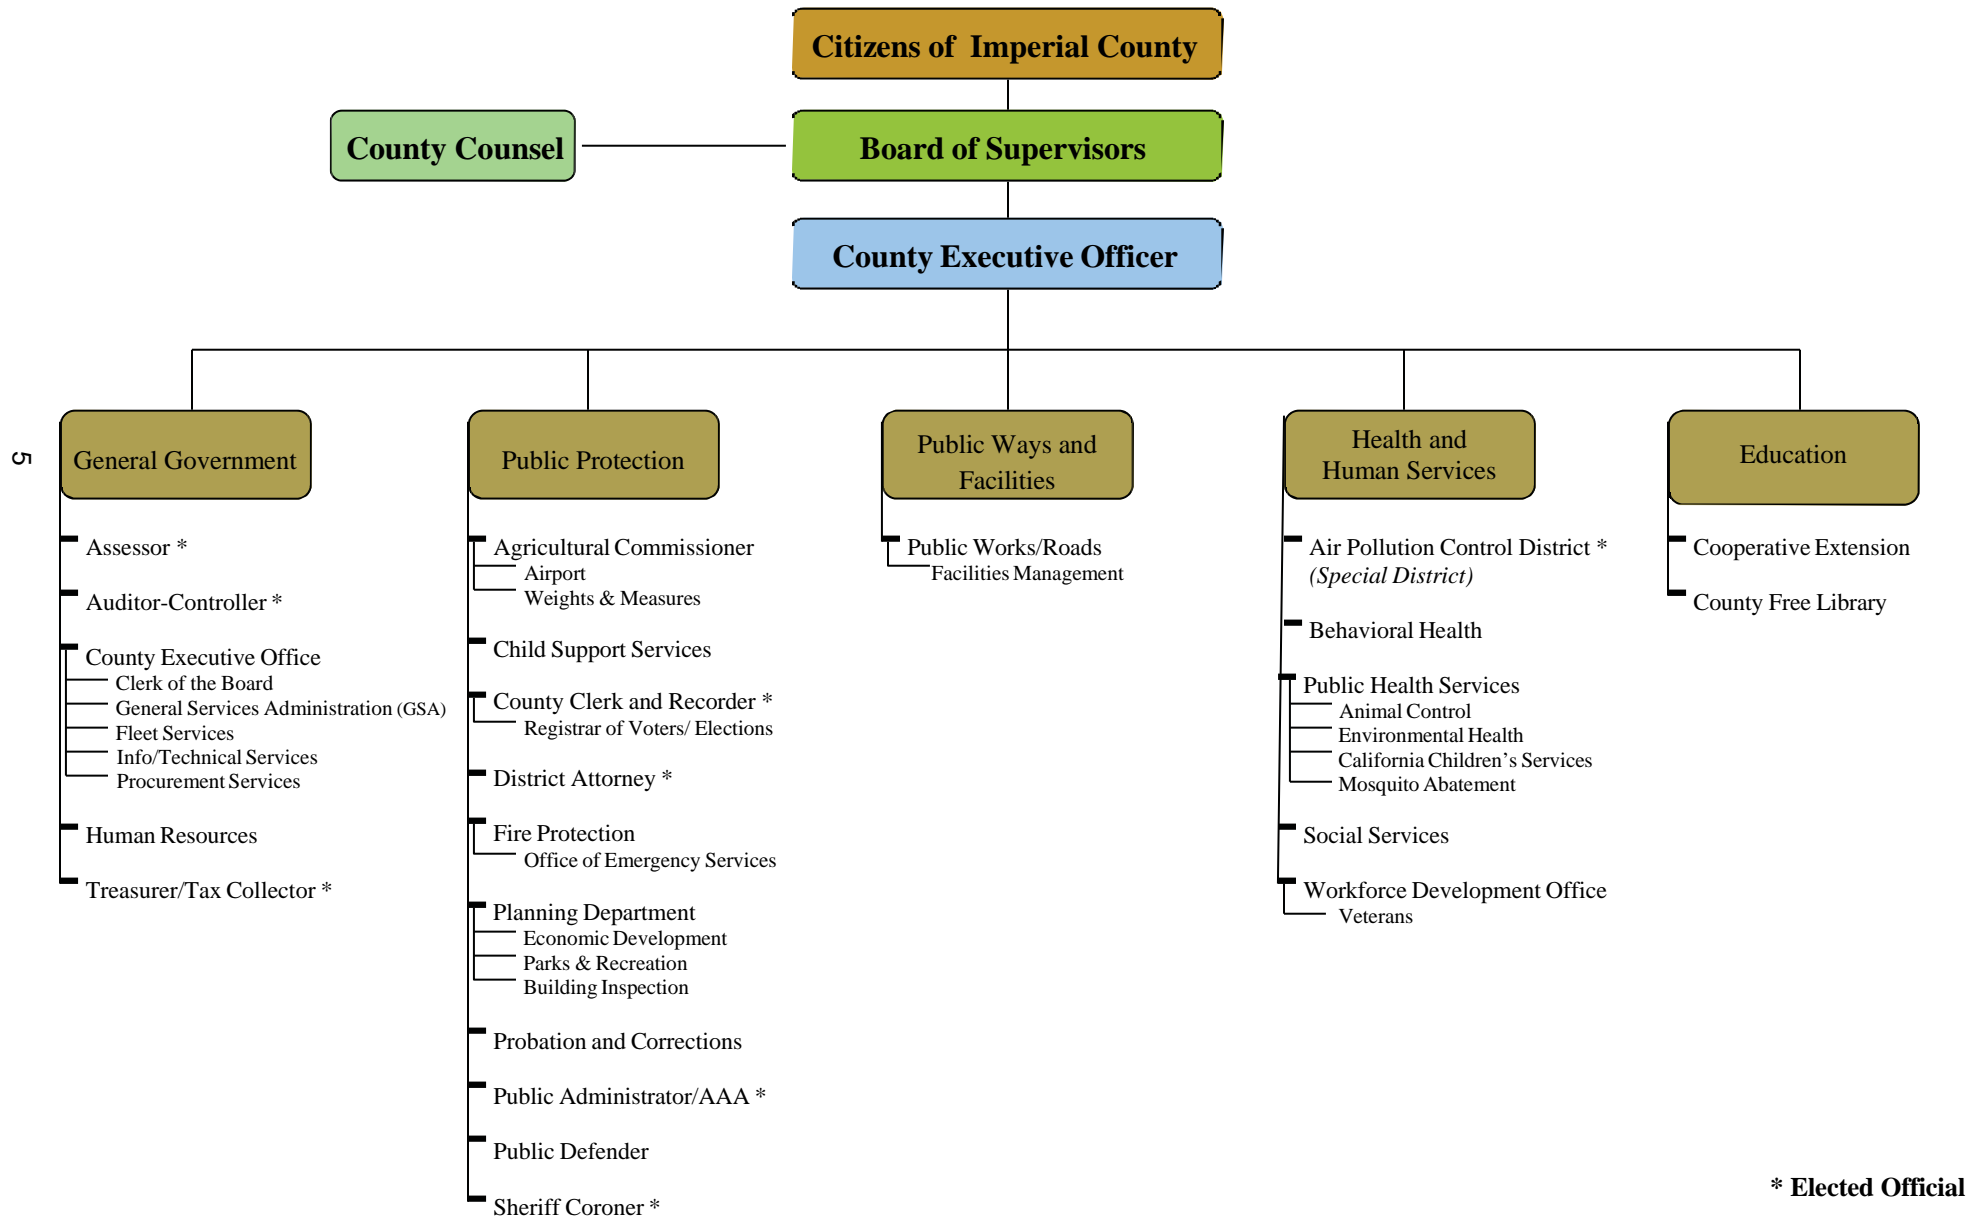 Citizens of Imperial County
County Counsel
Board of Supervisors
County Executive Officer
5
General Government
Assessor *
Auditor-Controller *
County Executive Office
Clerk of the Board
General Services Administration (GSA)
Fleet Services
Info/Technical Services
Procurement Services
Human Resources
Treasurer/Tax Collector *
Public Protection
Agricultural Commissioner
Airport
Weights & Measures
Child Support Services
County Clerk and Recorder *
Registrar of Voters/ Elections
District Attorney *
Fire Protection
Office of Emergency Services
Planning Department
Economic Development
Parks & Recreation
Building Inspection
Probation and Corrections
Public Administrator/AAA *
Public Defender
Sheriff Coroner *
Public Ways and
Facilities
Public Works/Roads
Facilities Management
Health and
Human Services
Air Pollution Control District *
(Special District)
Behavioral Health
Public Health Services
Animal Control
Environmental Health
California Children’s Services
Mosquito Abatement
Social Services
Workforce Development Office
Veterans
Education
Cooperative Extension
County Free Library
* Elected Official